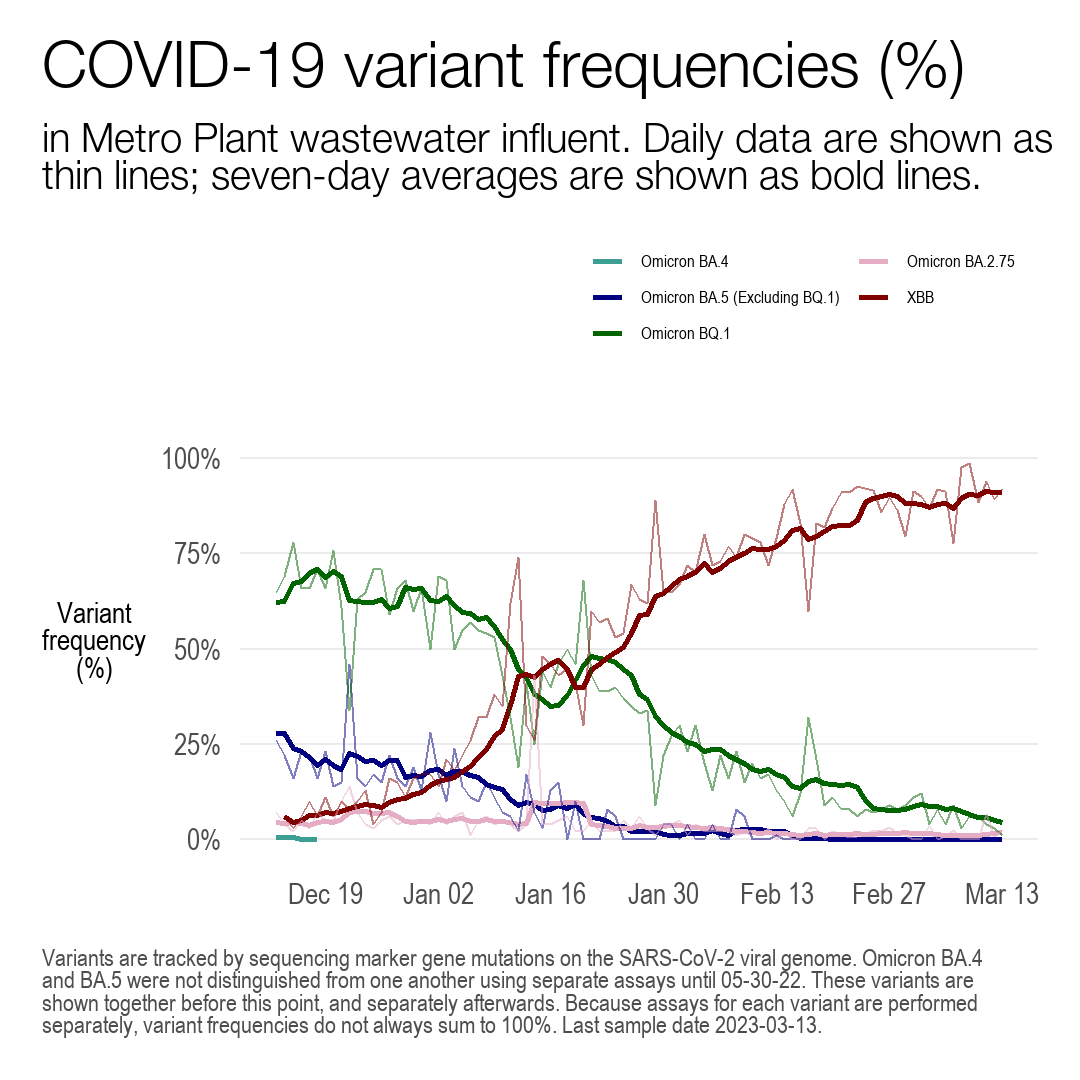 COVID-19 variant frequencies (%)
in Metro Plant wastewater influent. Daily data are shown as
thin lines; seven-day averages are shown as bold lines.
Omicron BA.4
Omicron BA.2.75
Omicron BA.5 (Excluding BQ.1)
XBB
Omicron BQ.1
100%
75%
Variant
frequency
(%)
50%
25%
0%
Dec 19
Jan 02
Jan 16
Jan 30
Feb 13
Feb 27
Mar 13
Variants are tracked by sequencing marker gene mutations on the SARS-CoV-2 viral genome. Omicron BA.4
and BA.5 were not distinguished from one another using separate assays until 05-30-22. These variants are
shown together before this point, and separately afterwards. Because assays for each variant are performed
separately, variant frequencies do not always sum to 100%. Last sample date 2023-03-13.